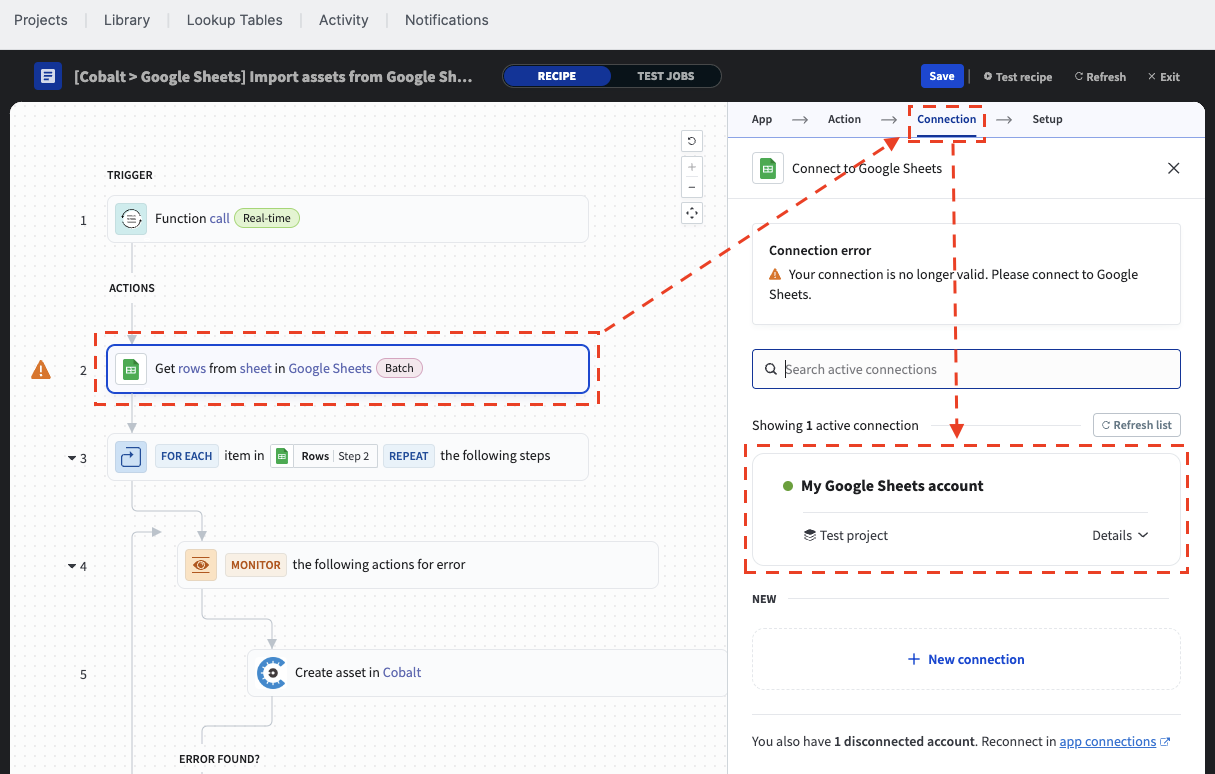 Projects Library Lookup Tables Activity Notifications
[Cobalt > Google Sheets] Import assets from Google Sh... RECIPE TEST JOBS Save Test recipe Refresh Exit
App Action Connection Setup
Connect to Google Sheets
TRIGGER
1 Function call Real-time
ACTIONS
2 Get rows from sheet in Google Sheets Batch
3 FOR EACH item in Rows Step 2 REPEAT the following steps
4 MONITOR the following actions for error
5 Create asset in Cobalt
ERROR FOUND?
Connection error
Your connection is no longer valid. Please connect to Google
Sheets.
Search active connections
Showing 1 active connection Refresh list
My Google Sheets account
Test project Details
NEW
+ New connection
You also have 1 disconnected account. Reconnect in app connections